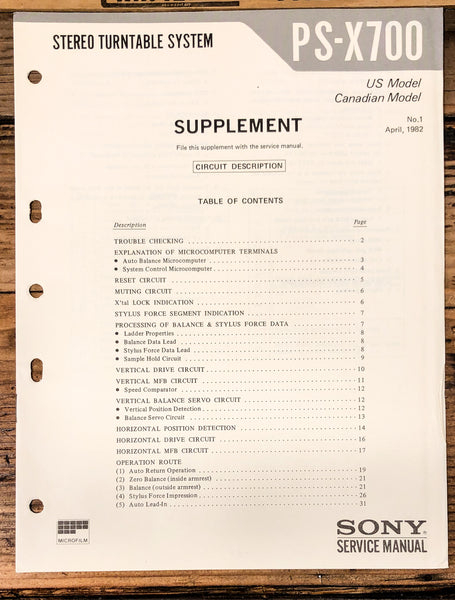 STEREO TURNTABLE SYSTEM
PS-X700
US Model
Canadian Model
No.1
April, 1982
SUPPLEMENT
File this supplement with the service manual.
CIRCUIT DESCRIPTION
TABLE OF CONTENTS
Description Page
TROUBLE CHECKING 2
EXPLANATION OF MICROCOMPUTER TERMINALS
● Auto Balance Microcomputer 3
● System Control Microcomputer 4
RESET CIRCUIT 5
MUTING CIRCUIT 6
X'tal LOCK INDICATION 6
STYLUS FORCE SEGMENT INDICATION 7
PROCESSING OF BALANCE & STYLUS FORCE DATA 7
● Ladder Properties 8
● Balance Data Lead 8
● Stylus Force Data Lead 8
● Sample Hold Circuit 9
VERTICAL DRIVE CIRCUIT 10
VERTICAL MFB CIRCUIT 11
● Speed Comparator 12
VERTICAL BALANCE SERVO CIRCUIT 12
● Vertical Position Detection 12
● Balance Servo Circuit 13
HORIZONTAL POSITION DETECTION 14
HORIZONTAL DRIVE CIRCUIT 16
HORIZONTAL MFB CIRCUIT 17
OPERATION ROUTE
(1) Auto Return Operation 19
(2) Zero Balance (inside armrest) 21
(3) Balance (outside armrest) 21
(4) Stylus Force Impression 26
(5) Auto Lead-In 31
MICROFILM
SONY®
SERVICE MANUAL